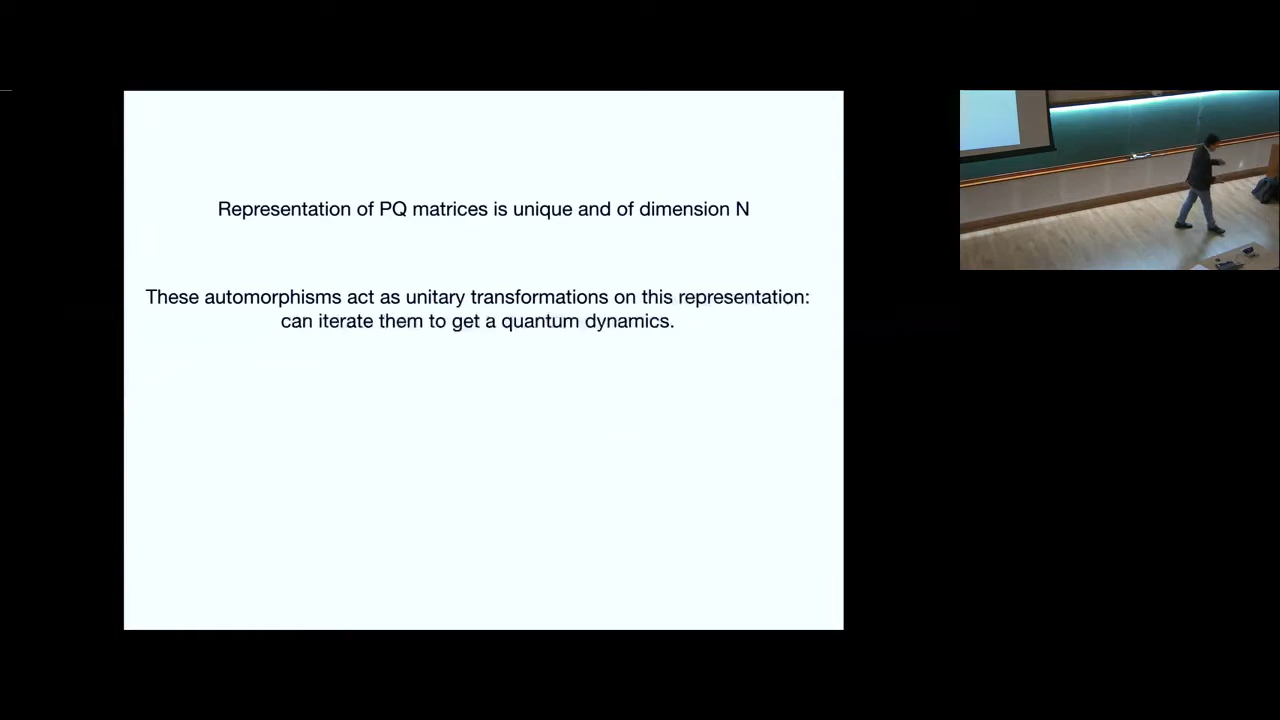 Representation of PQ matrices is unique and of dimension N
These automorphisms act as unitary transformations on this representation:
can iterate them to get a quantum dynamics.